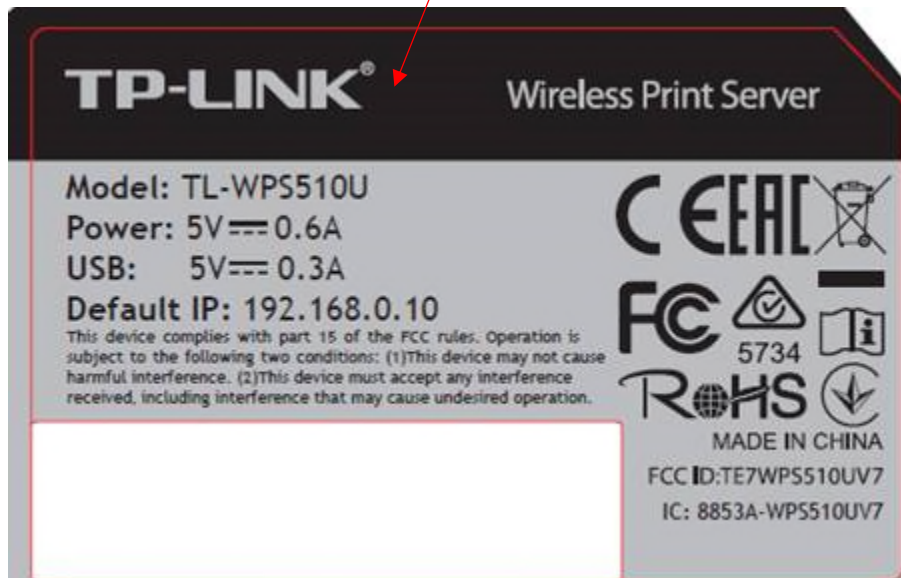 TP-LINK®
Wireless Print Server
Model: TL-WPS510U
Power: 5V⎓0.6A
USB: 5V⎓0.3A
Default IP: 192.168.0.10
This device complies with part 15 of the FCC rules. Operation is
subject to the following two conditions: (1)This device may not cause
harmful interference. (2)This device must accept any interference
received, including interference that may cause undesired operation.
CE EAC
FC
5734
RoHS
MADE IN CHINA
FCC ID:TE7WPS510UV7
IC: 8853A-WPS510UV7